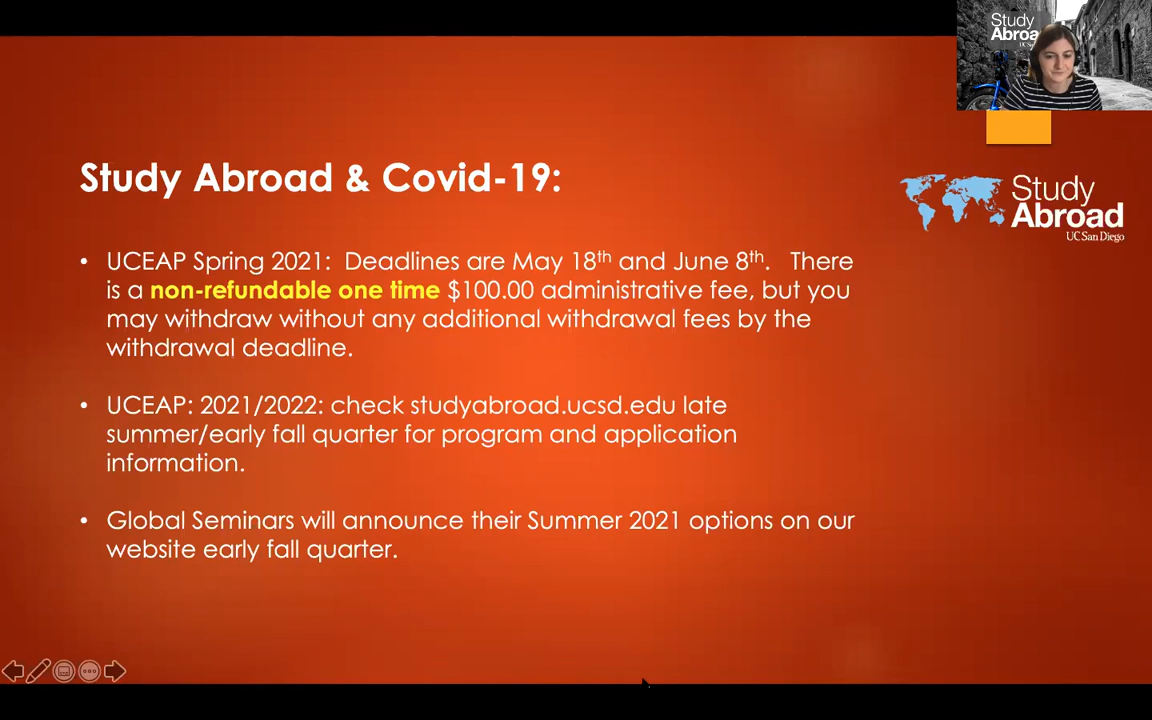 Study
Abroa
UC S
Study Abroad & Covid-19:
Study
Abroad
UC San Diego
• UCEAP Spring 2021:  Deadlines are May 18th and June 8th.   There
is a non-refundable one time $100.00 administrative fee, but you
may withdraw without any additional withdrawal fees by the
withdrawal deadline.
• UCEAP: 2021/2022: check studyabroad.ucsd.edu late
summer/early fall quarter for program and application
information.
• Global Seminars will announce their Summer 2021 options on our
website early fall quarter.